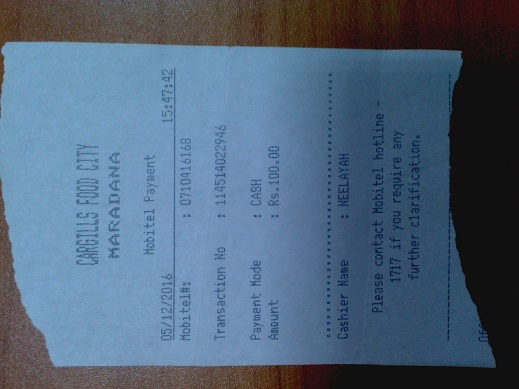 CARGILLS FOOD CITY
MARADANA
Mobitel Payment
05/12/2016 15:47:42
Mobitel#: : 0710416168
Transaction No : 114514022946
Payment Mode : CASH
Amount : Rs.100.00
Cashier Name : NEELAYAH
Please contact Mobitel hotline -
1717 if you require any
further clarification.